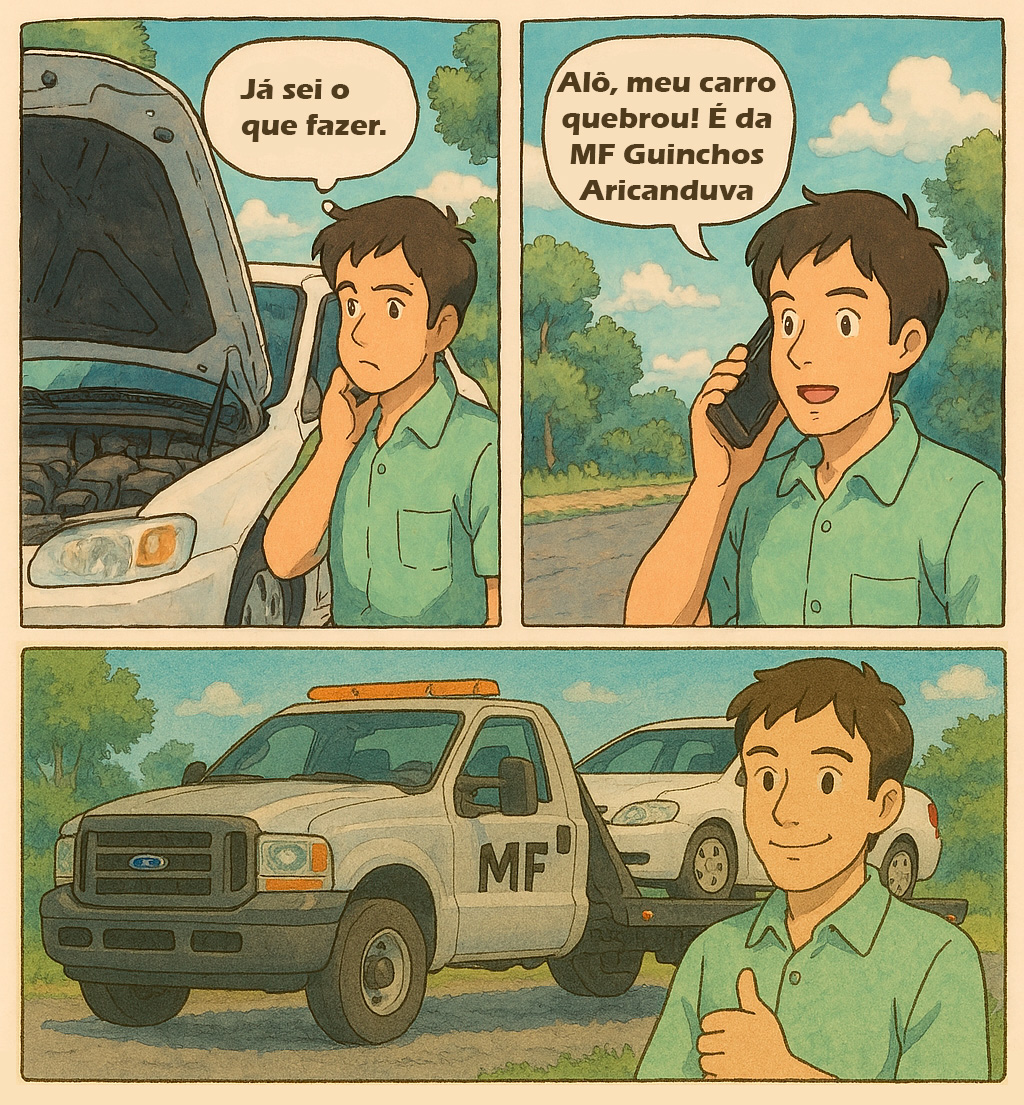 Já sei o
que fazer.
Alô, meu carro
quebrou! É da
MF Guinchos
Aricanduva
MF